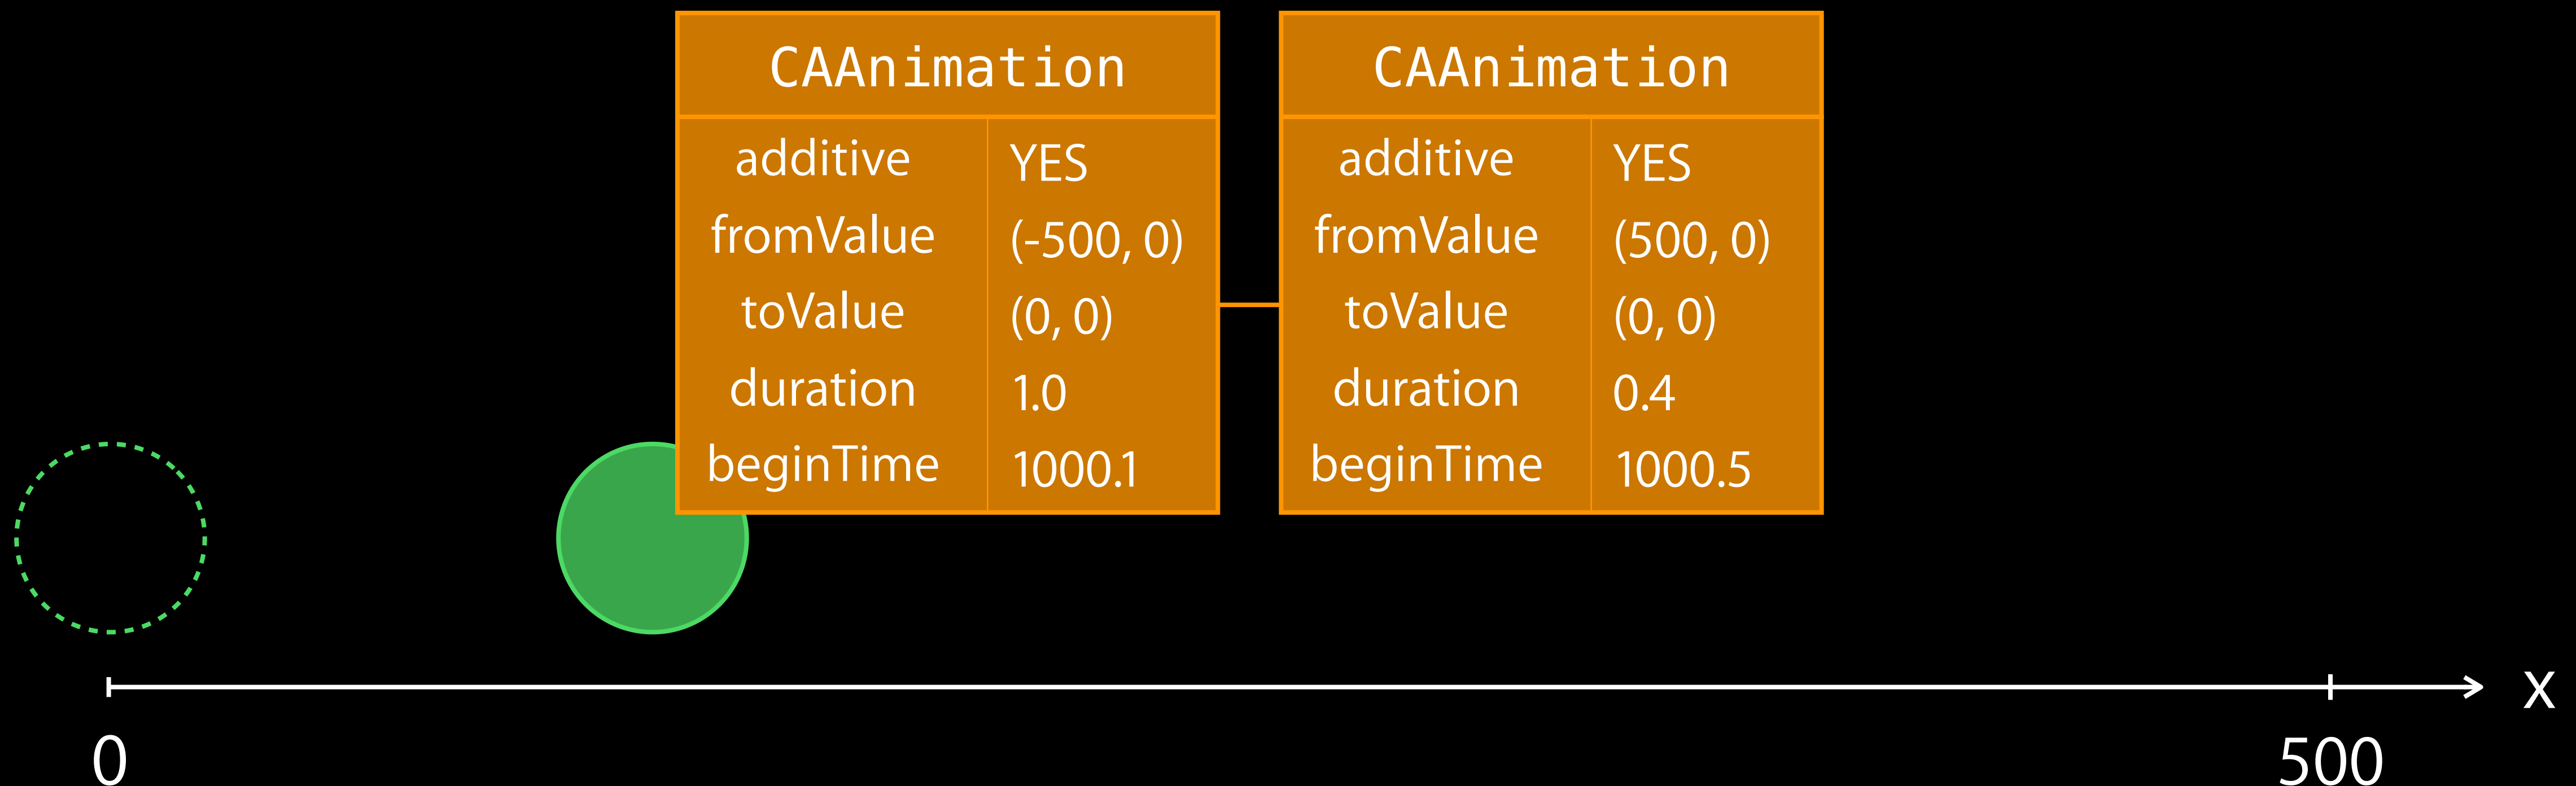 CAAnimation
additive YES
fromValue (-500, 0)
toValue (0, 0)
duration 1.0
beginTime 1000.1
CAAnimation
additive YES
fromValue (500, 0)
toValue (0, 0)
duration 0.4
beginTime 1000.5
x
0 500